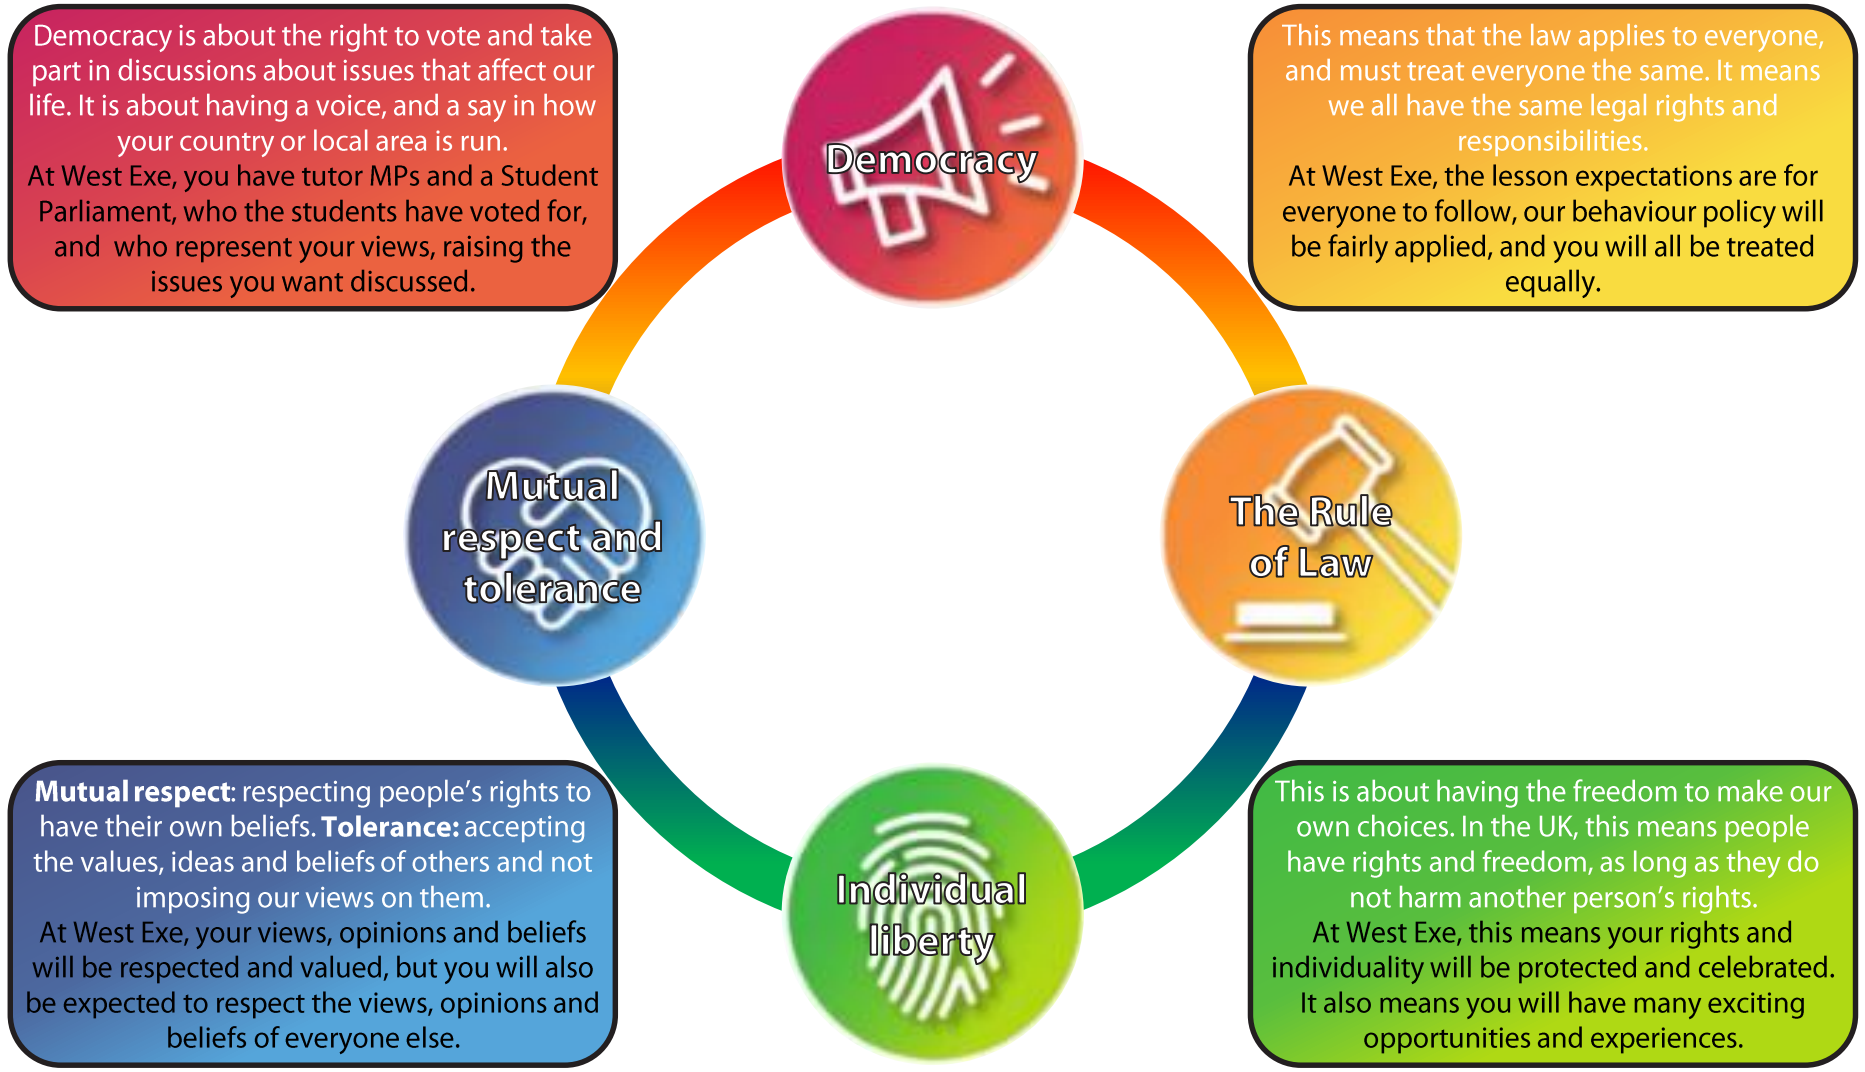 Democracy is about the right to vote and take
part in discussions about issues that affect our
life. It is about having a voice, and a say in how
your country or local area is run.
At West Exe, you have tutor MPs and a Student
Parliament, who the students have voted for,
and who represent your views, raising the
issues you want discussed.
Democracy
This means that the law applies to everyone,
and must treat everyone the same. It means
we all have the same legal rights and
responsibilities.
At West Exe, the lesson expectations are for
everyone to follow, our behaviour policy will
be fairly applied, and you will all be treated
equally.
Mutual
respect and
tolerance
The Rule
of Law
Mutual respect: respecting people's rights to
have their own beliefs. Tolerance: accepting
the values, ideas and beliefs of others and not
imposing our views on them.
At West Exe, your views, opinions and beliefs
will be respected and valued, but you will also
be expected to respect the views, opinions and
beliefs of everyone else.
Individual
liberty
This is about having the freedom to make our
own choices. In the UK, this means people
have rights and freedom, as long as they do
not harm another person's rights.
At West Exe, this means your rights and
individuality will be protected and celebrated.
It also means you will have many exciting
opportunities and experiences.